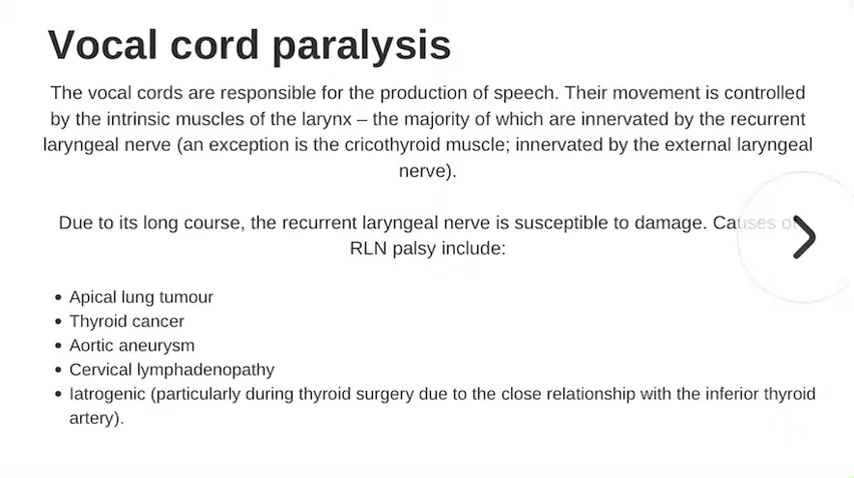 Vocal cord paralysis
The vocal cords are responsible for the production of speech. Their movement is controlled
by the intrinsic muscles of the larynx – the majority of which are innervated by the recurrent
laryngeal nerve (an exception is the cricothyroid muscle; innervated by the external laryngeal
nerve).
Due to its long course, the recurrent laryngeal nerve is susceptible to damage. Causes of
RLN palsy include:
• Apical lung tumour
• Thyroid cancer
• Aortic aneurysm
• Cervical lymphadenopathy
• Iatrogenic (particularly during thyroid surgery due to the close relationship with the inferior thyroid
artery).